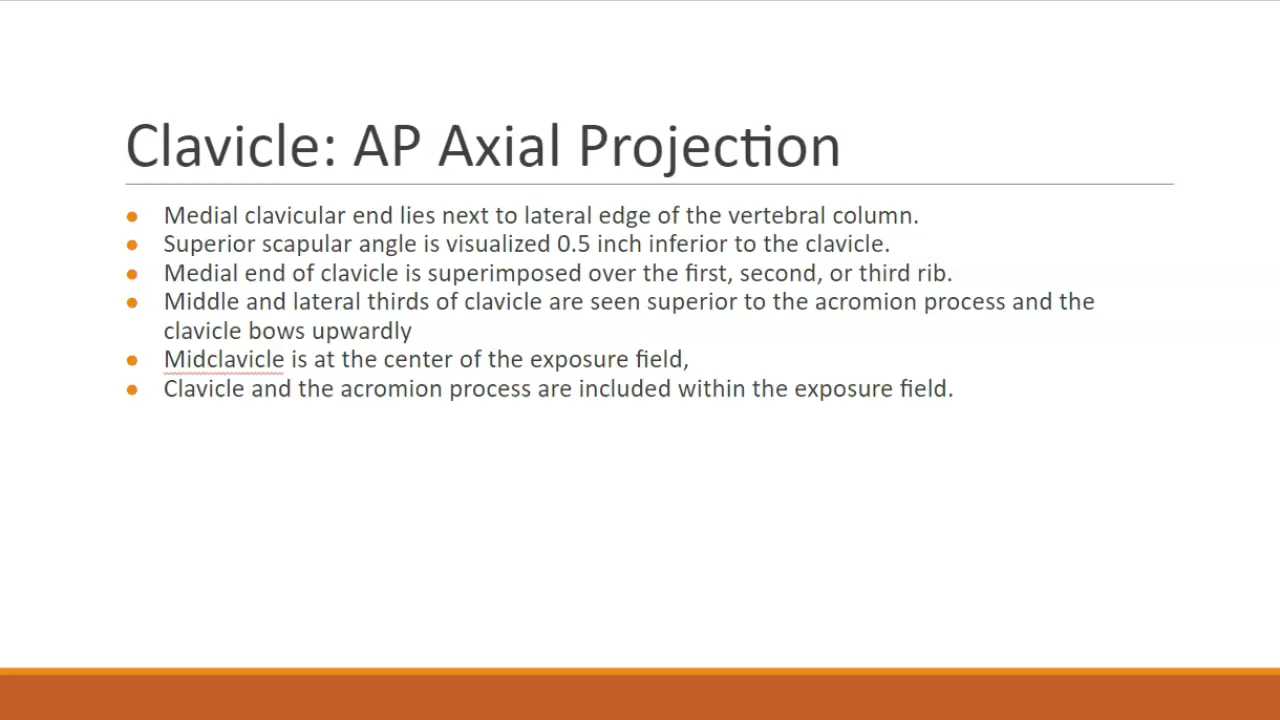 Clavicle: AP Axial Projection
● Medial clavicular end lies next to lateral edge of the vertebral column.
● Superior scapular angle is visualized 0.5 inch inferior to the clavicle.
● Medial end of clavicle is superimposed over the first, second, or third rib.
● Middle and lateral thirds of clavicle are seen superior to the acromion process and the
clavicle bows upwardly
● Midclavicle is at the center of the exposure field,
● Clavicle and the acromion process are included within the exposure field.